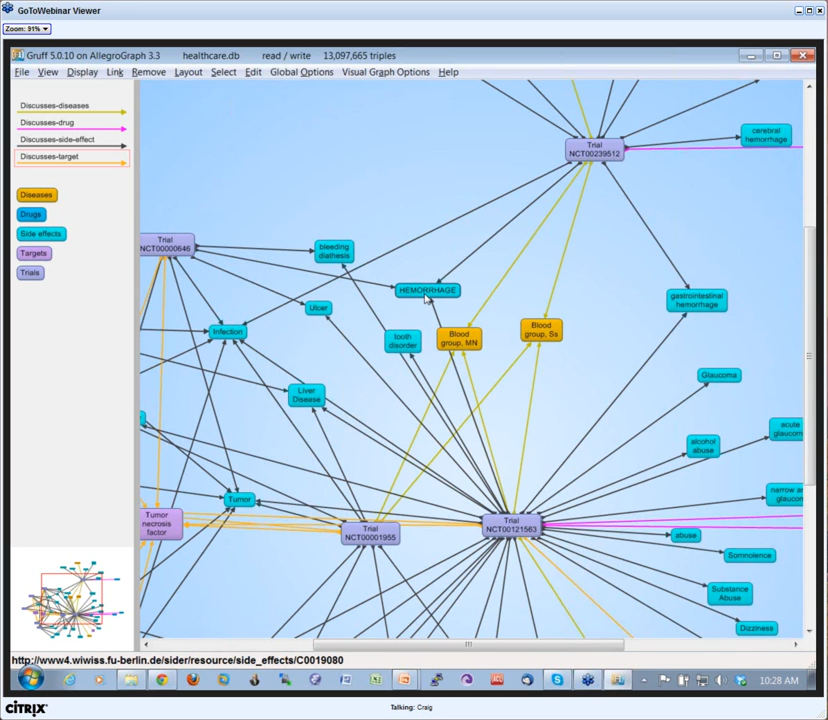 GoToWebinar Viewer
Zoom: 91%
Gruff 5.0.10 on AllegroGraph 3.3 healthcare.db read / write 13,097,665 triples
File View Display Link Remove Layout Select Edit Global Options Visual Graph Options Help
Discusses-diseases
Discusses-drug
Discusses-side-effect
Discusses-target
Diseases
Drugs
Side effects
Targets
Trials
Trial
NCT00239512
cerebral
hemorrhage
Trial
NCT00000646
bleeding
diathesis
HEMORRHAGE
gastrointestinal
hemorrhage
Ulcer
Infection
tooth
disorder
Blood
group, MN
Blood
group, Ss
Glaucoma
Liver
Disease
acute
glaucom
alcohol
abuse
narrow an
glaucom
Tumor
Tumor
necrosis
factor
Trial
NCT00001955
Trial
NCT00121563
abuse
Somnolence
Substance
Abuse
Dizziness
http://www4.wiwiss.fu-berlin.de/sider/resource/side_effects/C0019080
10:28 AM
CITRIX
Talking: Craig